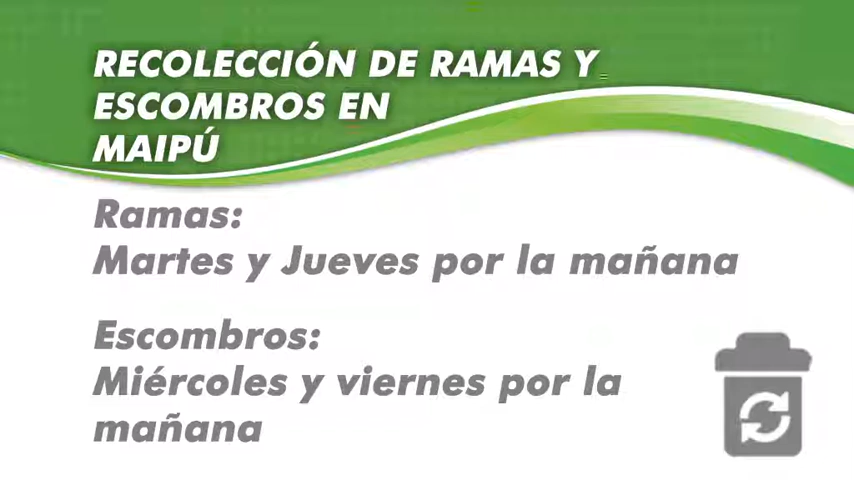 RECOLECCIÓN DE RAMAS Y
ESCOMBROS EN
MAIPÚ
Ramas:
Martes y Jueves por la mañana
Escombros:
Miércoles y viernes por la
mañana